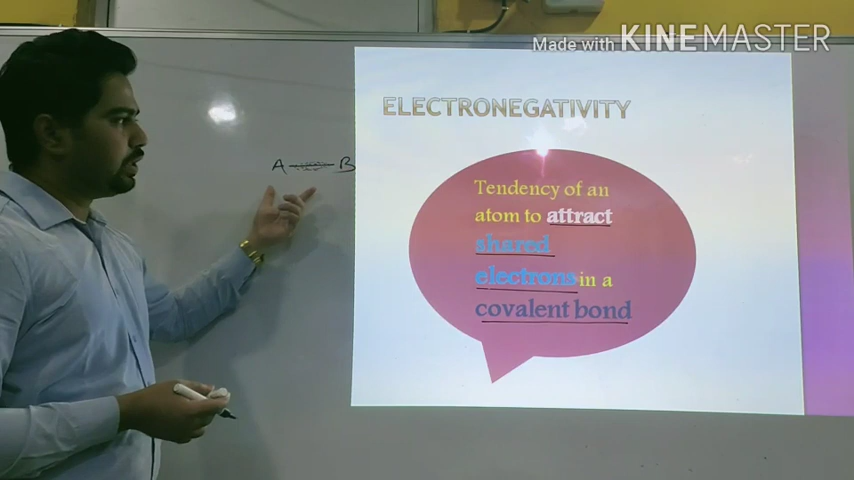 Made with KINEMASTER
ELECTRONEGATIVITY
A B
Tendency of an
atom to attract
shared
electrons in a
covalent bond